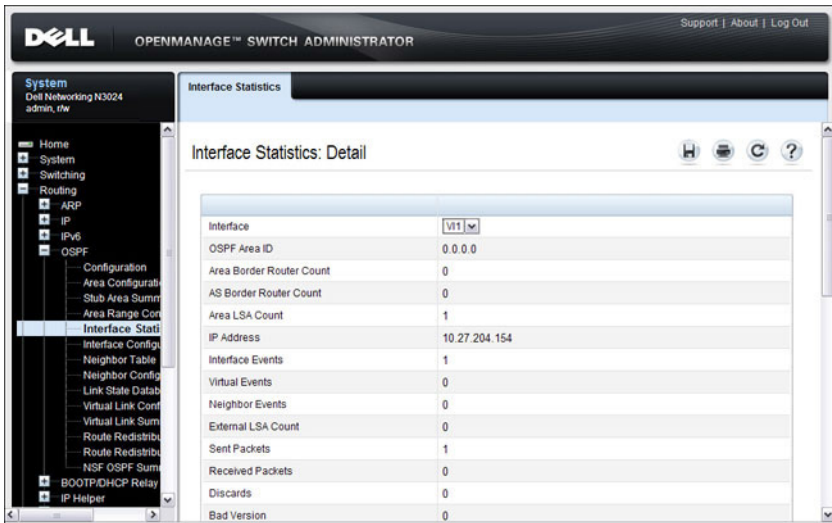 Support | About | Log Out
DELL OPENMANAGE™ SWITCH ADMINISTRATOR
System
Dell Networking N3024
admin, r/w
Interface Statistics
Home
System
Switching
Routing
ARP
IP
IPv6
OSPF
Configuration
Area Configurati
Stub Area Summ
Area Range Con
Interface Stati
Interface Configu
Neighbor Table
Neighbor Config
Link State Datab
Virtual Link Conf
Virtual Link Sum
Route Redistribu
Route Redistribu
NSF OSPF Sum
BOOTP/DHCP Relay
IP Helper
Interface Statistics: Detail
Interface Vl1
OSPF Area ID 0.0.0.0
Area Border Router Count 0
AS Border Router Count 0
Area LSA Count 1
IP Address 10.27.204.154
Interface Events 1
Virtual Events 0
Neighbor Events 0
External LSA Count 0
Sent Packets 1
Received Packets 0
Discards 0
Bad Version 0